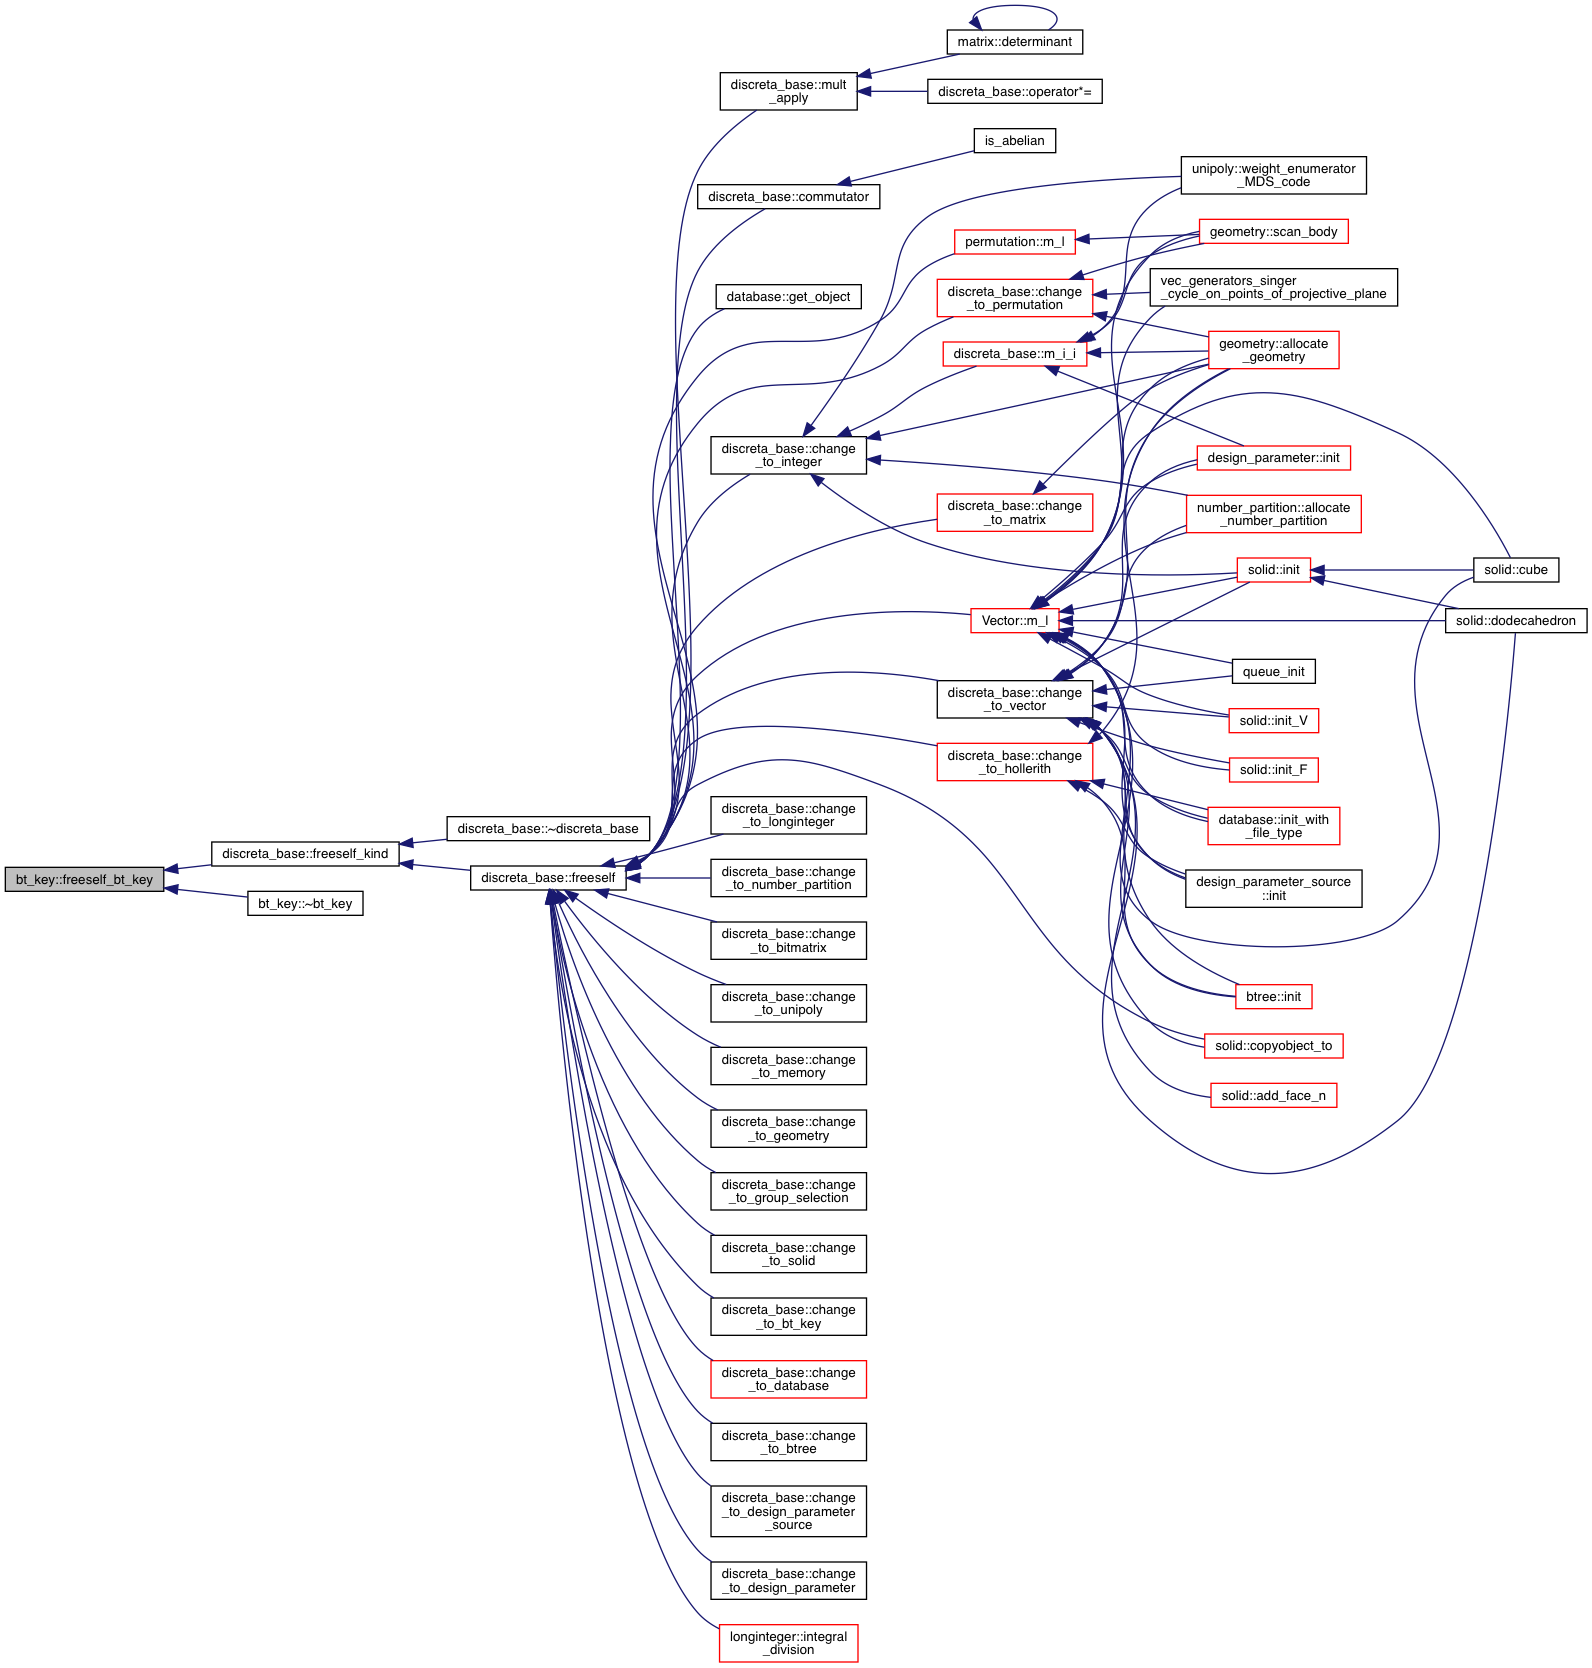 bt_key::freeself_bt_key
discreta_base::freeself_kind
bt_key::~bt_key
discreta_base::~discreta_base
discreta_base::freeself
discreta_base::mult
_apply
discreta_base::commutator
database::get_object
discreta_base::change
_to_integer
discreta_base::change
_to_longinteger
discreta_base::change
_to_number_partition
discreta_base::change
_to_bitmatrix
discreta_base::change
_to_unipoly
discreta_base::change
_to_memory
discreta_base::change
_to_geometry
discreta_base::change
_to_group_selection
discreta_base::change
_to_solid
discreta_base::change
_to_bt_key
discreta_base::change
_to_database
discreta_base::change
_to_btree
discreta_base::change
_to_design_parameter
_source
discreta_base::change
_to_design_parameter
longinteger::integral
_division
matrix::determinant
discreta_base::operator*=
is_abelian
permutation::m_l
discreta_base::change
_to_permutation
discreta_base::m_i_i
discreta_base::change
_to_matrix
Vector::m_l
discreta_base::change
_to_vector
discreta_base::change
_to_hollerith
unipoly::weight_enumerator
_MDS_code
geometry::scan_body
vec_generators_singer
_cycle_on_points_of_projective_plane
geometry::allocate
_geometry
design_parameter::init
number_partition::allocate
_number_partition
solid::init
queue_init
solid::init_V
solid::init_F
database::init_with
_file_type
design_parameter_source
::init
btree::init
solid::copyobject_to
solid::add_face_n
solid::cube
solid::dodecahedron